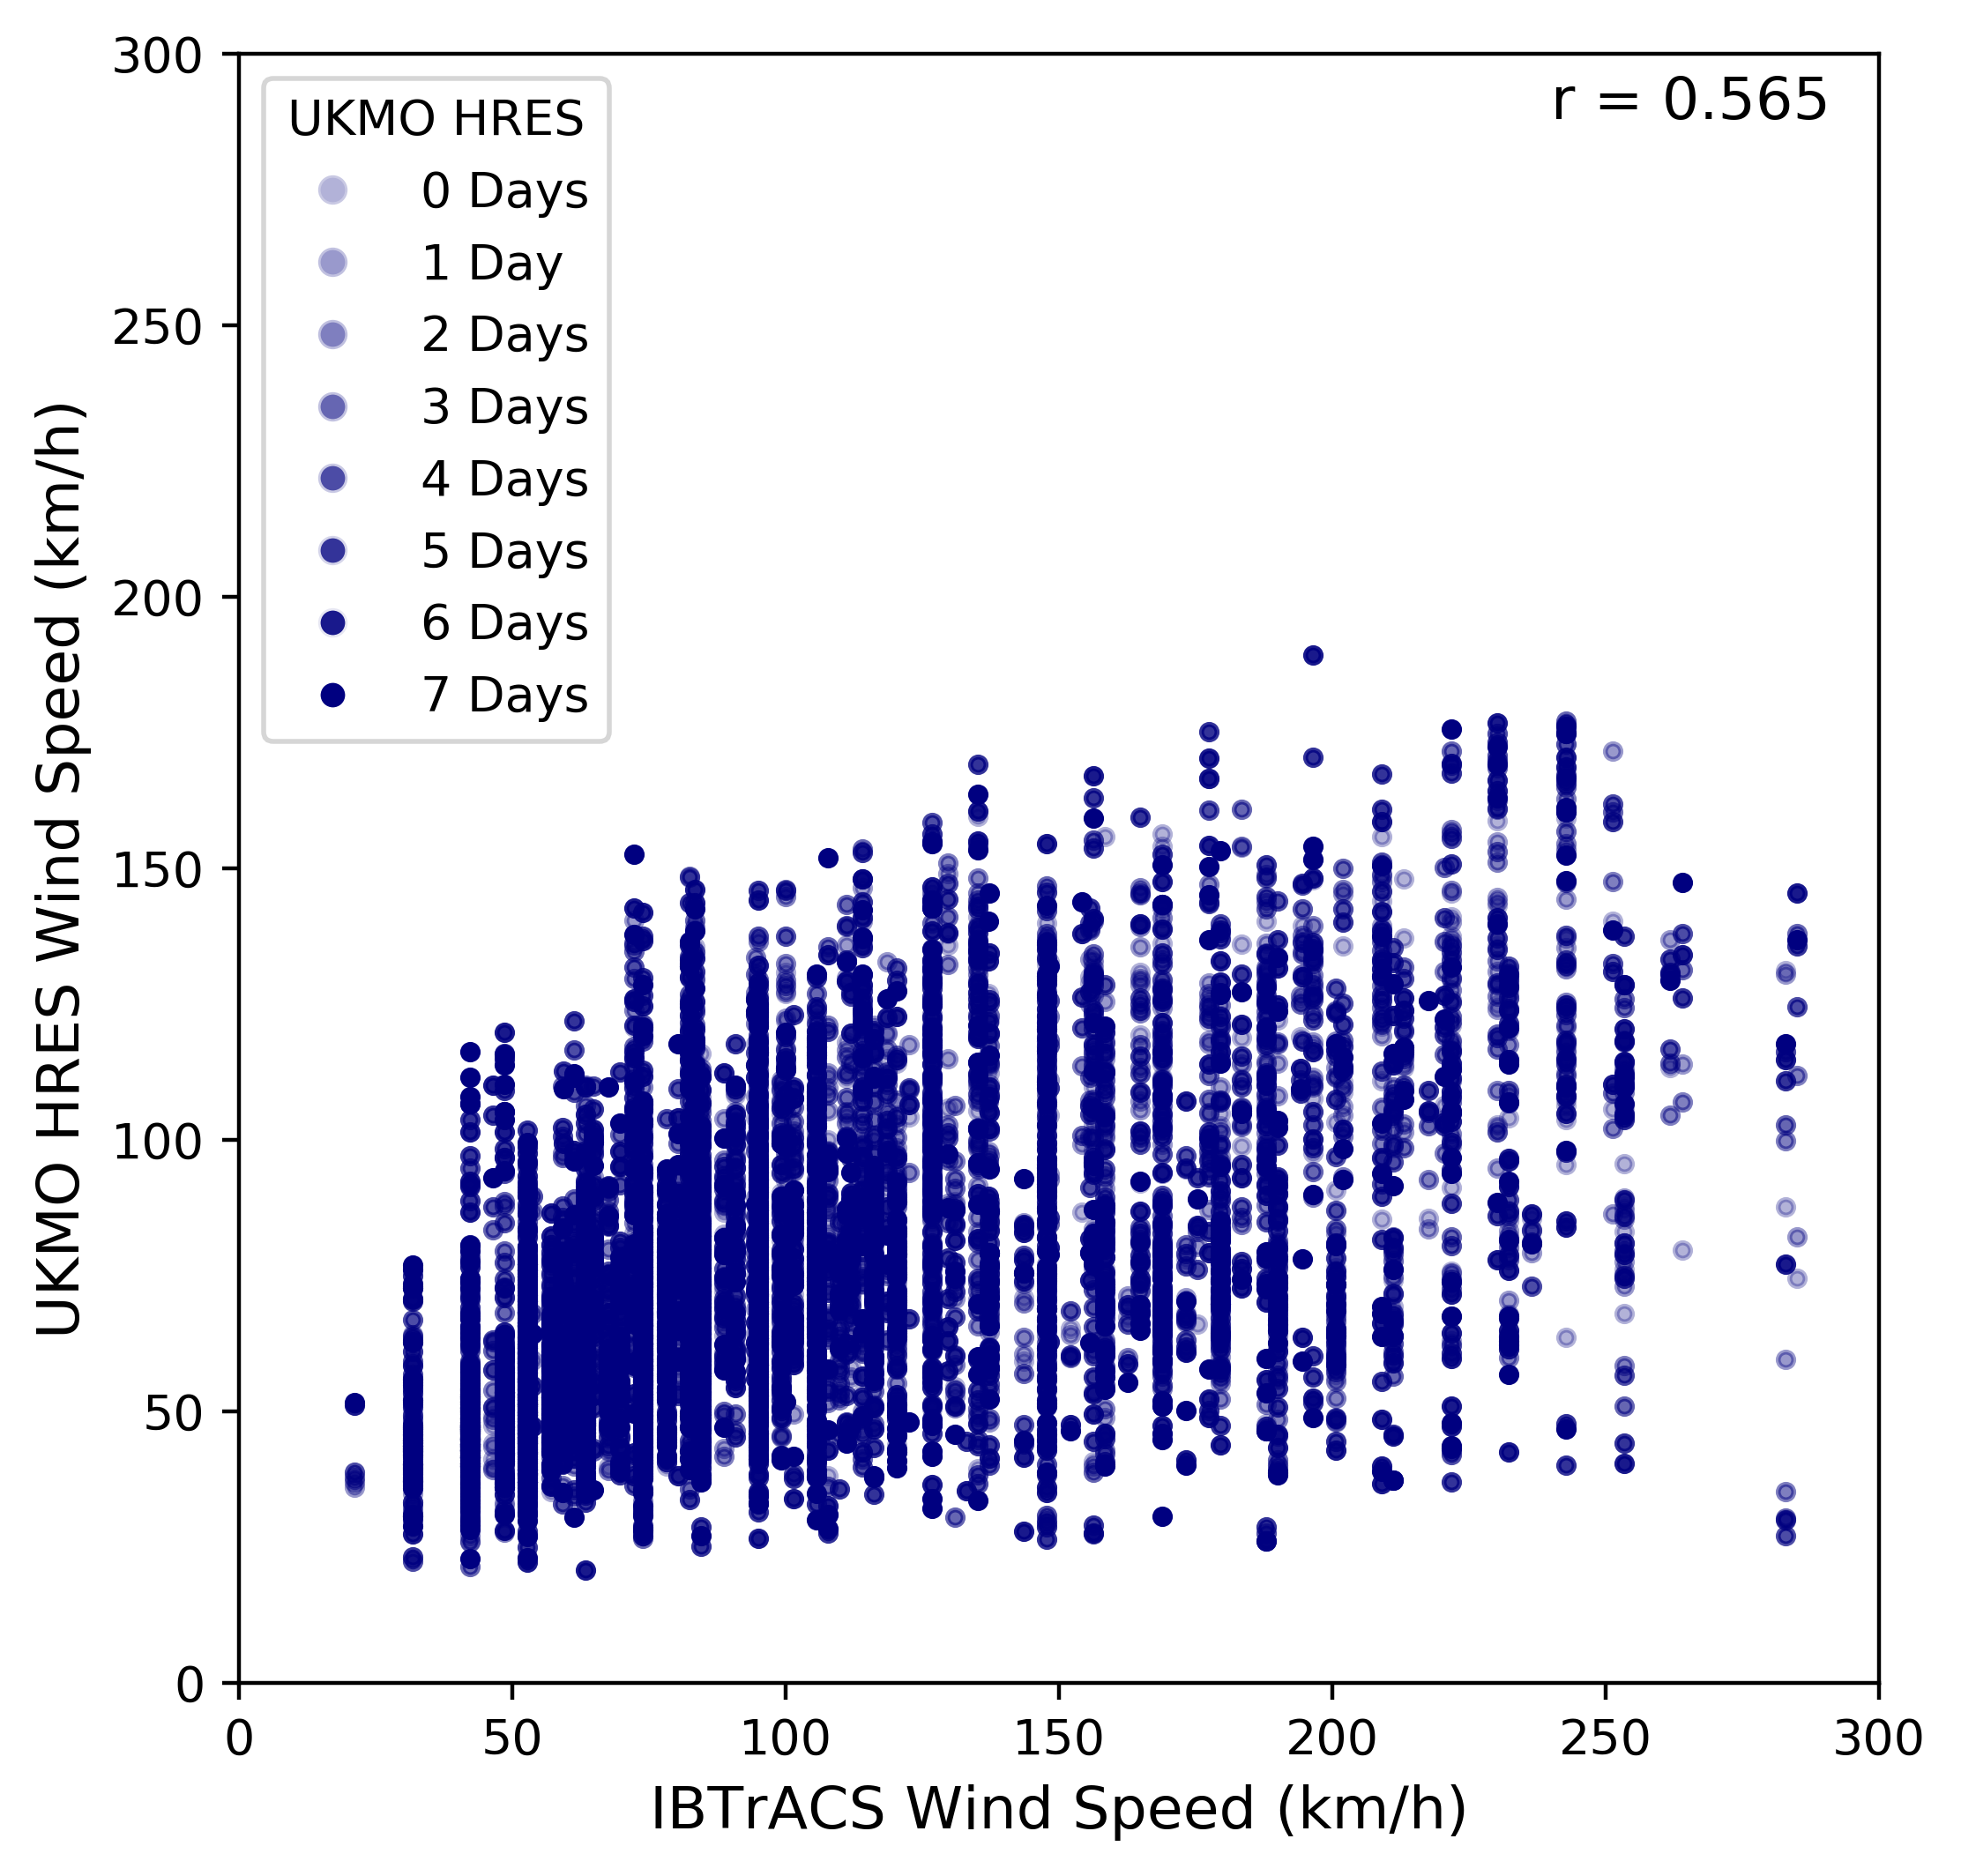 r = 0.565
UKMO HRES
0 Days
1 Day
2 Days
3 Days
4 Days
5 Days
6 Days
7 Days
UKMO HRES Wind Speed (km/h)
300
250
200
150
100
50
0
0 50 100 150 200 250 300
IBTrACS Wind Speed (km/h)